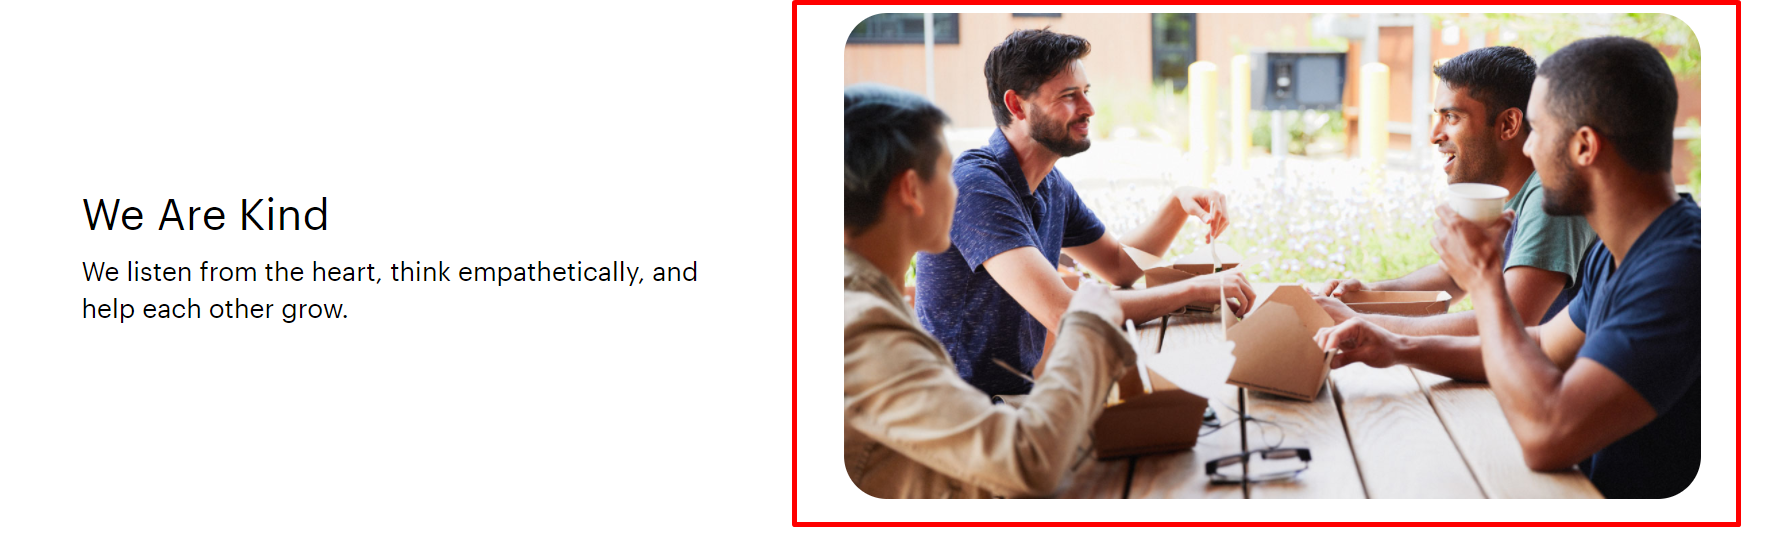 We Are Kind
We listen from the heart, think empathetically, and
help each other grow.